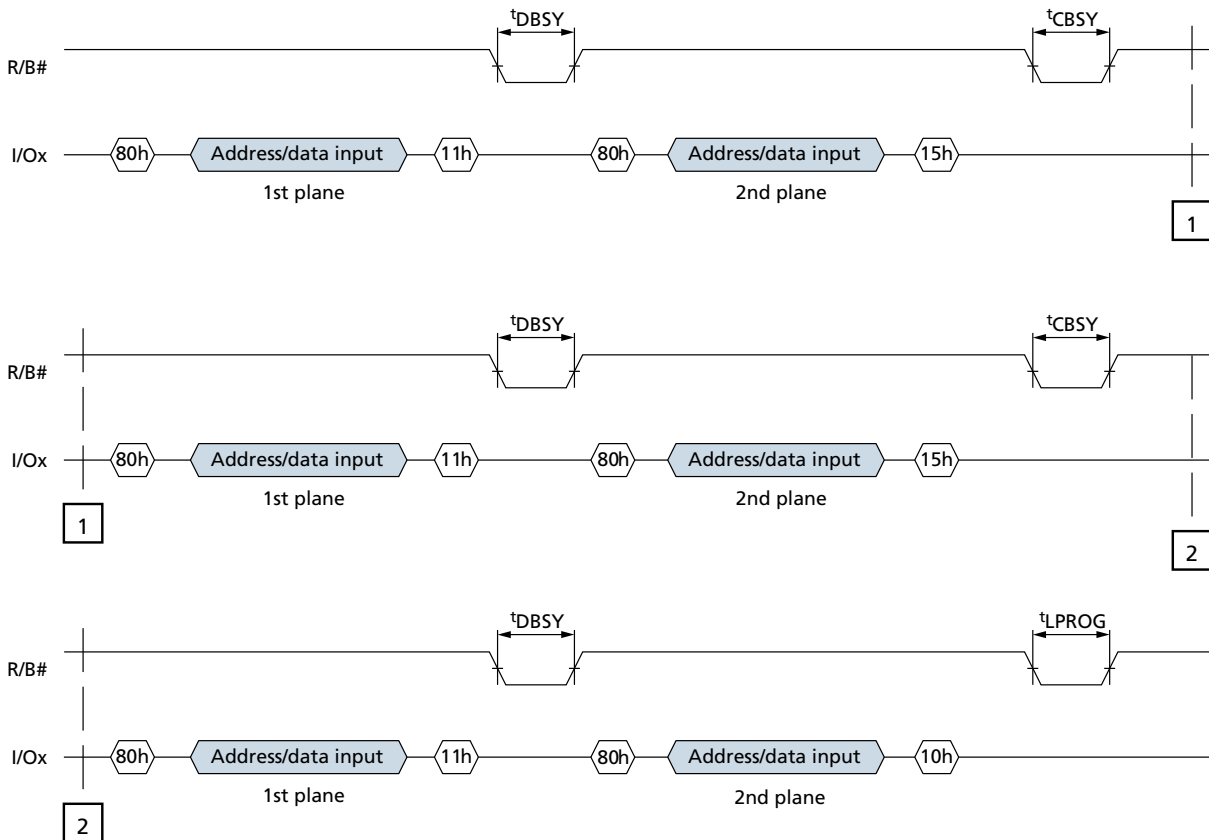 tDBSY tCBSY
R/B#
I/Ox 80h Address/data input 11h 80h Address/data input 15h
1st plane 2nd plane
1
tDBSY tCBSY
R/B#
I/Ox 80h Address/data input 11h 80h Address/data input 15h
1st plane 2nd plane
1
2
tDBSY tLPROG
R/B#
I/Ox 80h Address/data input 11h 80h Address/data input 10h
1st plane 2nd plane
2